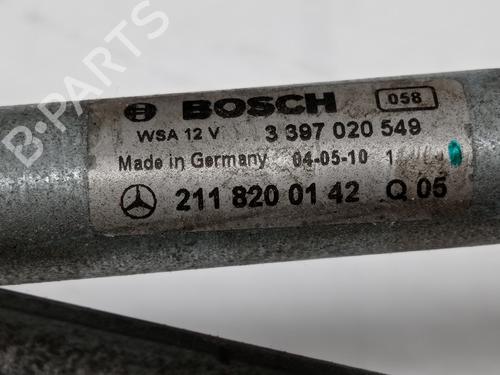 BOSCH 058
WSA 12 V 3 397 020 549
Made in Germany 04-05-10
211 820 01 42 Q 05
B-PARTS